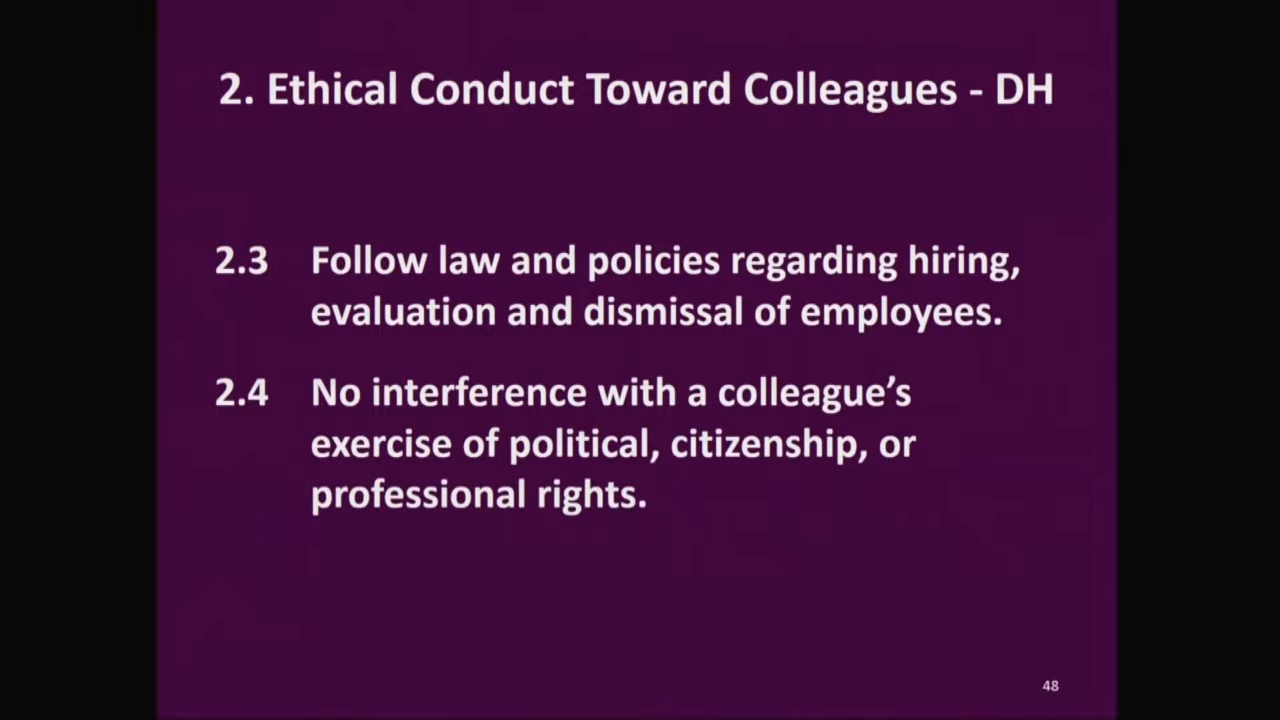 2. Ethical Conduct Toward Colleagues - DH
2.3 Follow law and policies regarding hiring,
evaluation and dismissal of employees.
2.4 No interference with a colleague’s
exercise of political, citizenship, or
professional rights.
48